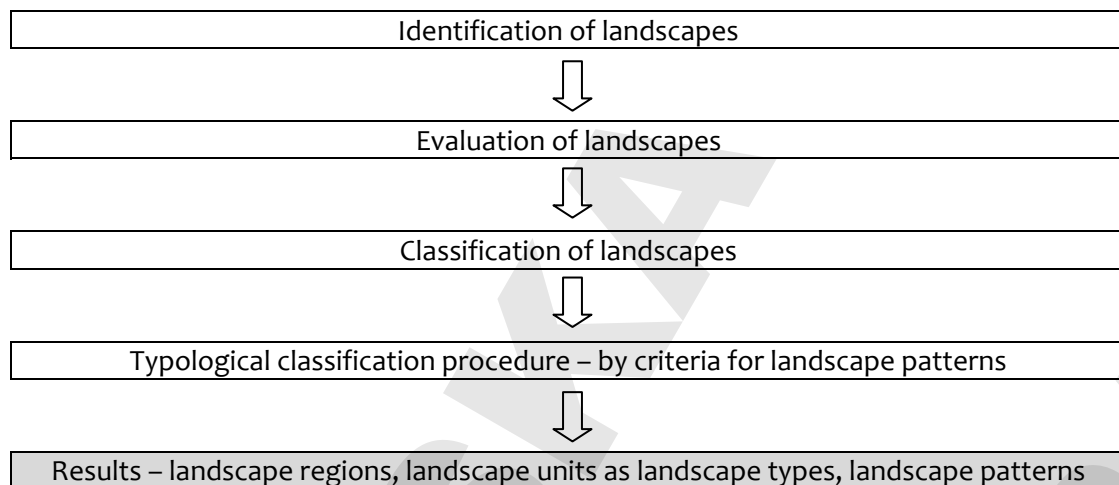 Identification of landscapes
Evaluation of landscapes
Classification of landscapes
Typological classification procedure – by criteria for landscape patterns
Results – landscape regions, landscape units as landscape types, landscape patterns